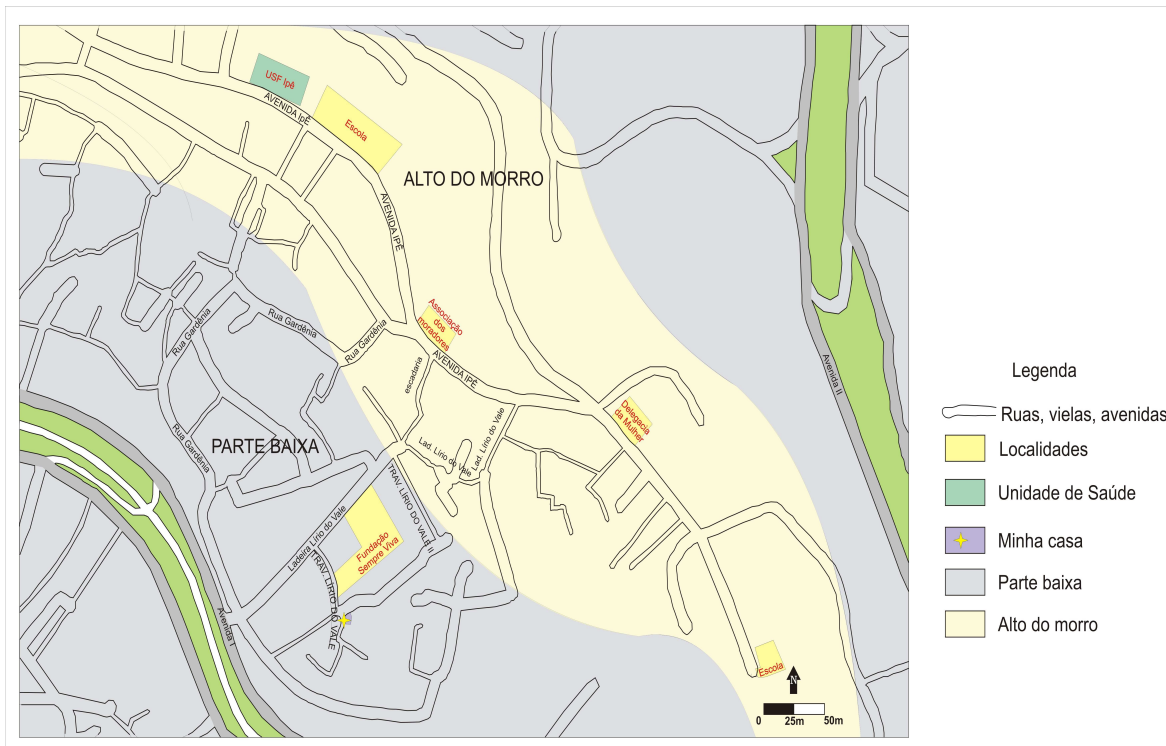 USF Ipê
AVENIDA IpÊ
Escola
ALTO DO MORRO
AVENIDA IPÊ
Associação
dos
moradores
Rua Gardênia
Rua Gardênia
Rua Gardênia
AVENIDA IPÊ
escadaria
Avenida II
Delegacia
da Mulher
Lad. Lírio do Vale
Lad. Lírio do Vale
Rua Gardênia
PARTE BAIXA
TRAV. LÍRIO DO VALE II
Ladeira Lírio do Vale
Fundação
Sempre Viva
TRAV. LÍRIO DO VALE
Avenida I
Escola
N
0 25m 50m
Legenda
Ruas, vielas, avenidas
Localidades
Unidade de Saúde
Minha casa
Parte baixa
Alto do morro